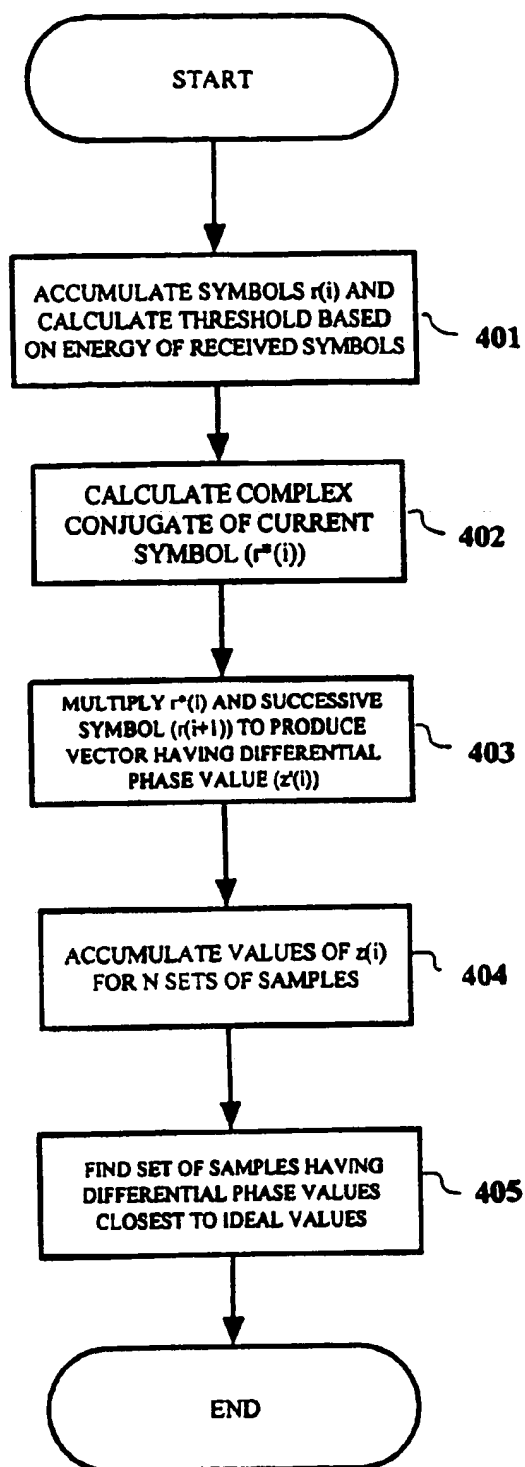 START
ACCUMULATE SYMBOLS r(i) AND
CALCULATE THRESHOLD BASED
ON ENERGY OF RECEIVED SYMBOLS
401
CALCULATE COMPLEX
CONJUGATE OF CURRENT
SYMBOL (r*(i))
402
MULTIPLY r*(i) AND SUCCESSIVE
SYMBOL (r(i+1)) TO PRODUCE
VECTOR HAVING DIFFERENTIAL
PHASE VALUE (z'(i))
403
ACCUMULATE VALUES OF z(i)
FOR N SETS OF SAMPLES
404
FIND SET OF SAMPLES HAVING
DIFFERENTIAL PHASE VALUES
CLOSEST TO IDEAL VALUES
405
END